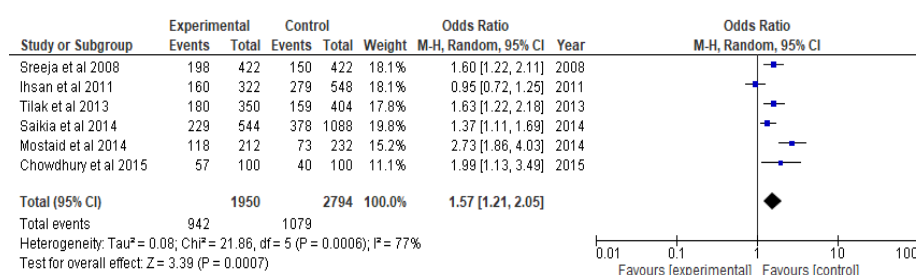 Experimental Control Odds Ratio Odds Ratio
Study or Subgroup Events Total Events Total Weight M-H, Random, 95% CI Year M-H, Random, 95% CI
Sreeja et al 2008 198 422 150 422 18.1% 1.60 [1.22, 2.11] 2008
Ihsan et al 2011 160 322 279 548 18.1% 0.95 [0.72, 1.25] 2011
Tilak et al 2013 180 350 159 404 17.8% 1.63 [1.22, 2.18] 2013
Saikia et al 2014 229 544 378 1088 19.8% 1.37 [1.11, 1.69] 2014
Mostaid et al 2014 118 212 73 232 15.2% 2.73 [1.86, 4.03] 2014
Chowdhury et al 2015 57 100 40 100 11.1% 1.99 [1.13, 3.49] 2015
Total (95% CI) 1950 2794 100.0% 1.57 [1.21, 2.05]
Total events 942 1079
Heterogeneity: Tau² = 0.08; Chi² = 21.86, df = 5 (P = 0.0006); I² = 77%
Test for overall effect: Z = 3.39 (P = 0.0007)
0.01 0.1 1 10 100
Favours [experimental] Favours [control]